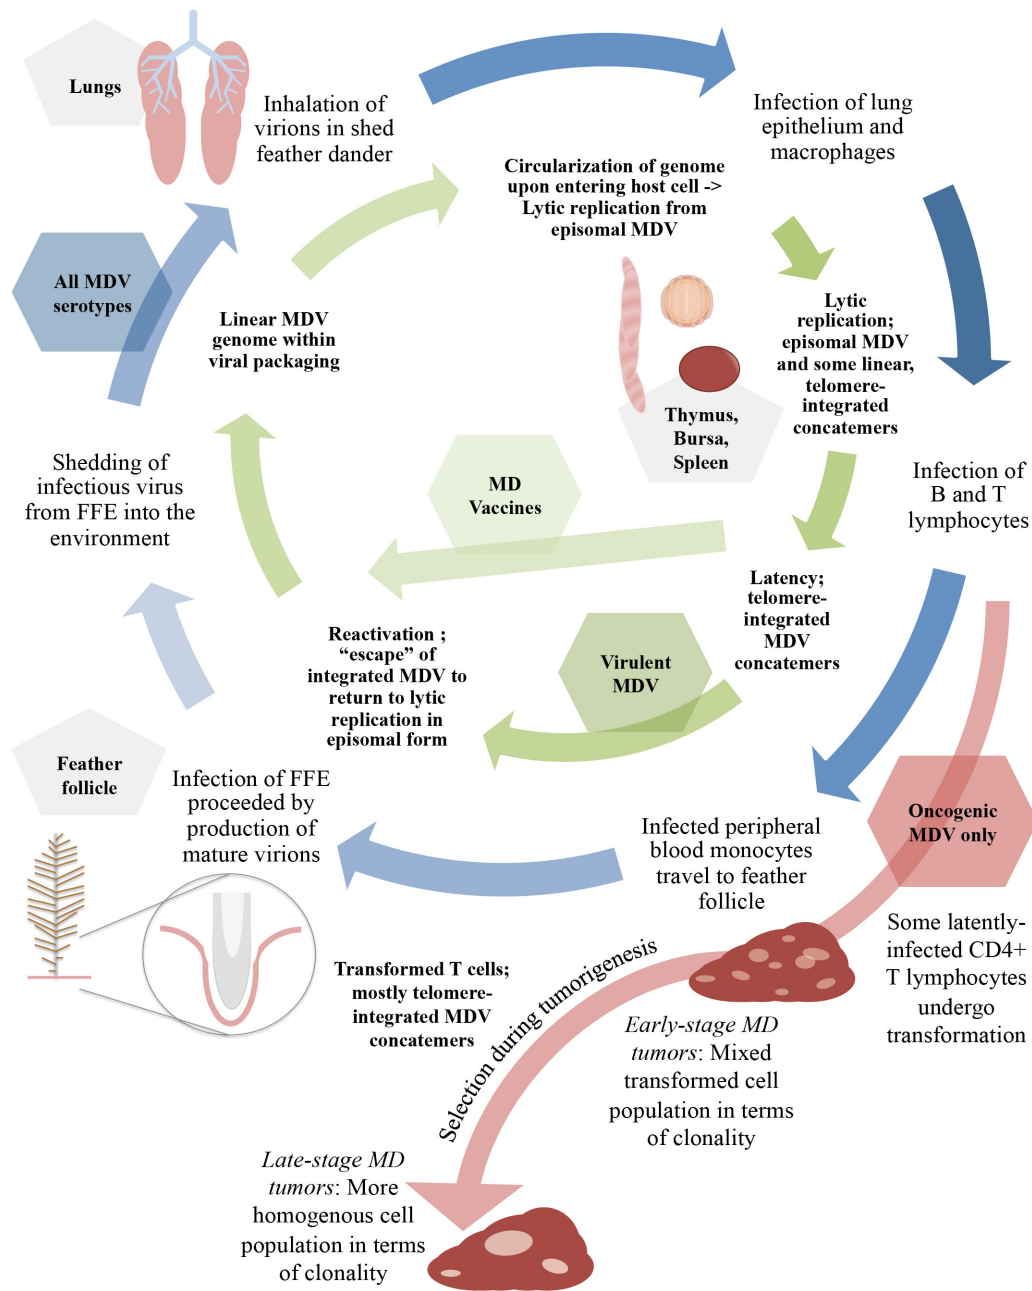 Lungs
Inhalation of
virions in shed
feather dander
Infection of lung
epithelium and
macrophages
Circularization of genome
upon entering host cell ->
Lytic replication from
episomal MDV
All MDV
serotypes
Linear MDV
genome within
viral packaging
Lytic
replication;
episomal MDV
and some linear,
telomere-
integrated
concatemers
Thymus,
Bursa,
Spleen
Shedding of
infectious virus
from FFE into the
environment
MD
Vaccines
Infection of
B and T
lymphocytes
Latency;
telomere-
integrated
MDV
concatemers
Reactivation ;
“escape” of
integrated MDV to
return to lytic
replication in
episomal form
Virulent
MDV
Feather
follicle
Infection of FFE
proceeded by
production of
mature virions
Infected peripheral
blood monocytes
travel to feather
follicle
Oncogenic
MDV only
Some latently-
infected CD4+
T lymphocytes
undergo
transformation
Transformed T cells;
mostly telomere-
integrated MDV
concatemers
Selection during tumorigenesis
Early-stage MD
tumors: Mixed
transformed cell
population in terms
of clonality
Late-stage MD
tumors: More
homogenous cell
population in terms
of clonality